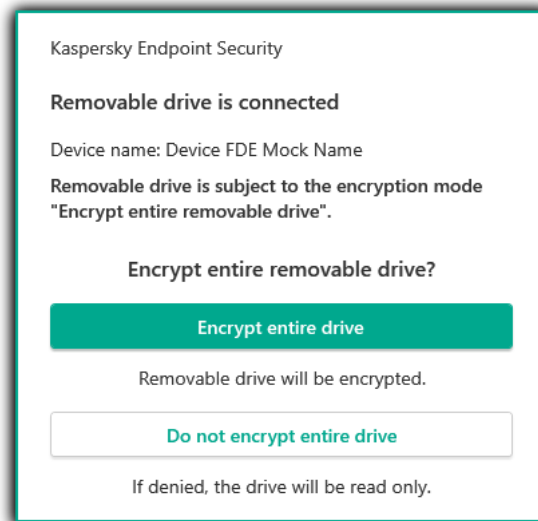 Kaspersky Endpoint Security
Removable drive is connected
Device name: Device FDE Mock Name
Removable drive is subject to the encryption mode
"Encrypt entire removable drive".
Encrypt entire removable drive?
Encrypt entire drive
Removable drive will be encrypted.
Do not encrypt entire drive
If denied, the drive will be read only.